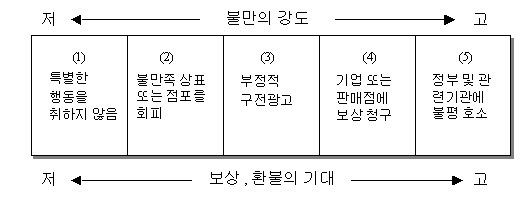 저 불만의 강도 고
(1)
특별한
행동을
취하지 않음
(2)
불만족 상표
또는 점포를
회피
(3)
부정적
구전광고
(4)
기업 또는
판매점에
보상 청구
(5)
정부 및 관
련기관에
불평 호소
저 보상 , 환불의 기대 고